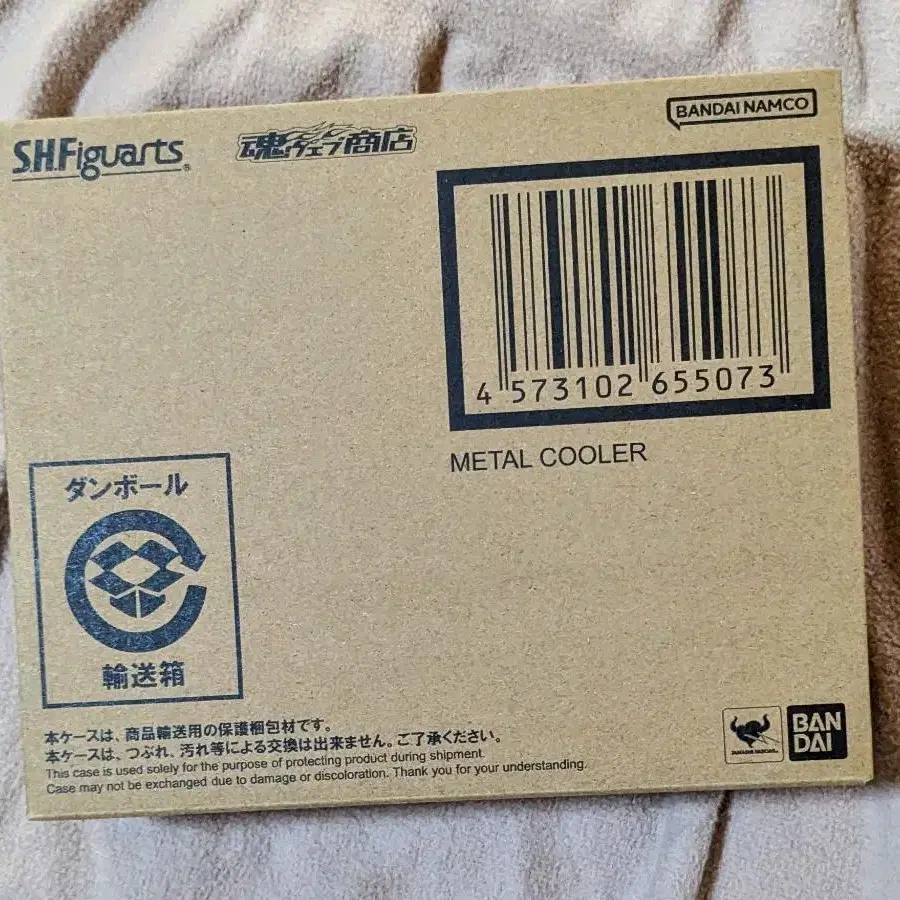 S.H.Figuarts
魂ウェブ商店
BANDAI NAMCO
4 573102 655073
METAL COOLER
ダンボール
輸送箱
本ケースは、商品輸送用の保護梱包材です。
本ケースは、つぶれ、汚れ等による交換は出来ません。ご了承ください。
This case is used solely for the purpose of protecting product during shipment.
Case may not be exchanged due to damage or discoloration. Thank you for your understanding.
TAMASHII NATIONS
BAN
DAI